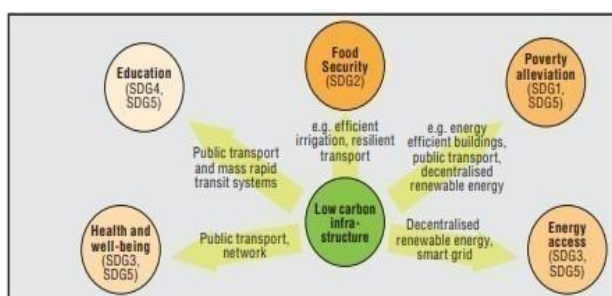 Education
(SDG4,
SDG5)
Food
Security
(SDG2)
Poverty
alleviation
(SDG1,
SDG5)
Public transport
and mass rapid
transit systems
e.g. efficient
irrigation, resilient
transport
e.g. energy
efficient buildings,
public transport,
decentralised
renewable energy
Health and
well-being
(SDG3,
SDG5)
Public transport,
network
Low carbon
infra-
structure
Decentralised
renewable energy,
smart grid
Energy
access
(SDG3,
SDG5)